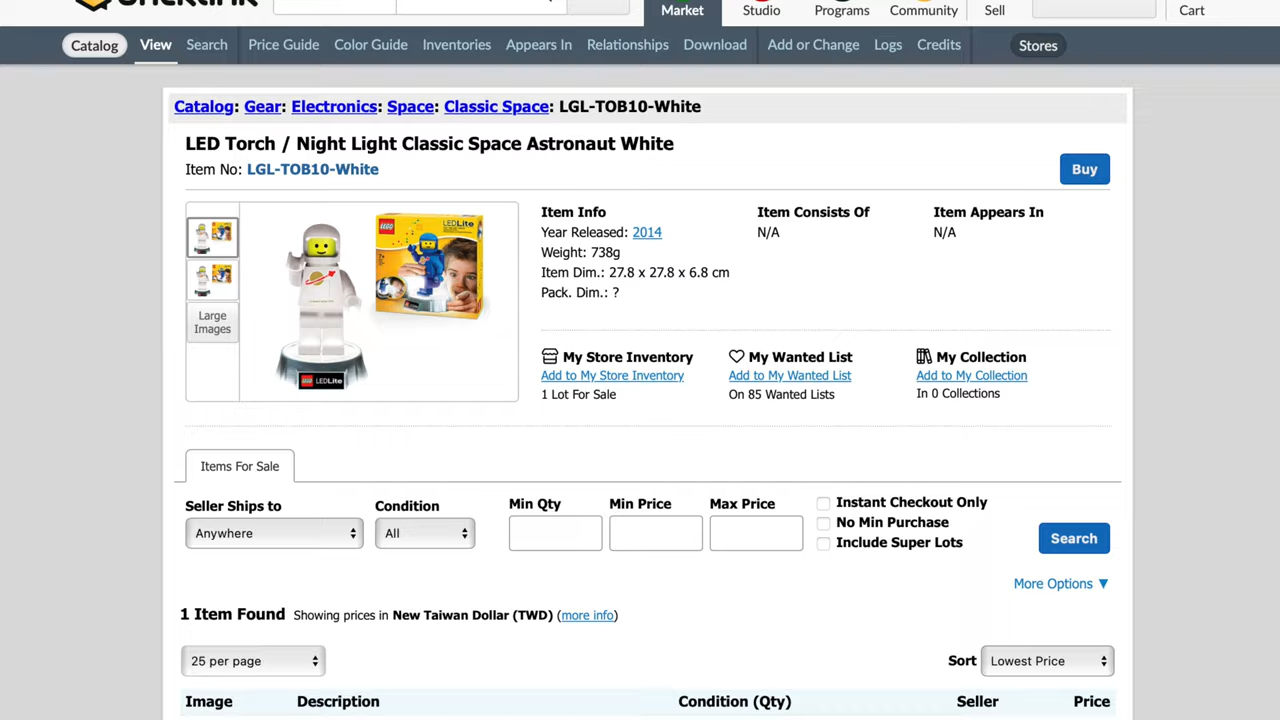 Market
Studio
Programs
Community
Sell
Cart
Catalog
View
Search
Price Guide
Color Guide
Inventories
Appears In
Relationships
Download
Add or Change
Logs
Credits
Stores
Catalog: Gear: Electronics: Space: Classic Space: LGL-TOB10-White
LED Torch / Night Light Classic Space Astronaut White
Item No: LGL-TOB10-White
Buy
Large
Images
LEGO
LEDLite
LEGO LEDLite
Item Info
Year Released: 2014
Weight: 738g
Item Dim.: 27.8 x 27.8 x 6.8 cm
Pack. Dim.: ?
Item Consists Of
N/A
Item Appears In
N/A
My Store Inventory
Add to My Store Inventory
1 Lot For Sale
My Wanted List
Add to My Wanted List
On 85 Wanted Lists
My Collection
Add to My Collection
In 0 Collections
Items For Sale
Seller Ships to
Anywhere
Condition
All
Min Qty
Min Price
Max Price
Instant Checkout Only
No Min Purchase
Include Super Lots
Search
More Options ▼
1 Item Found Showing prices in New Taiwan Dollar (TWD) (more info)
25 per page
Sort Lowest Price
Image Description Condition (Qty) Seller Price